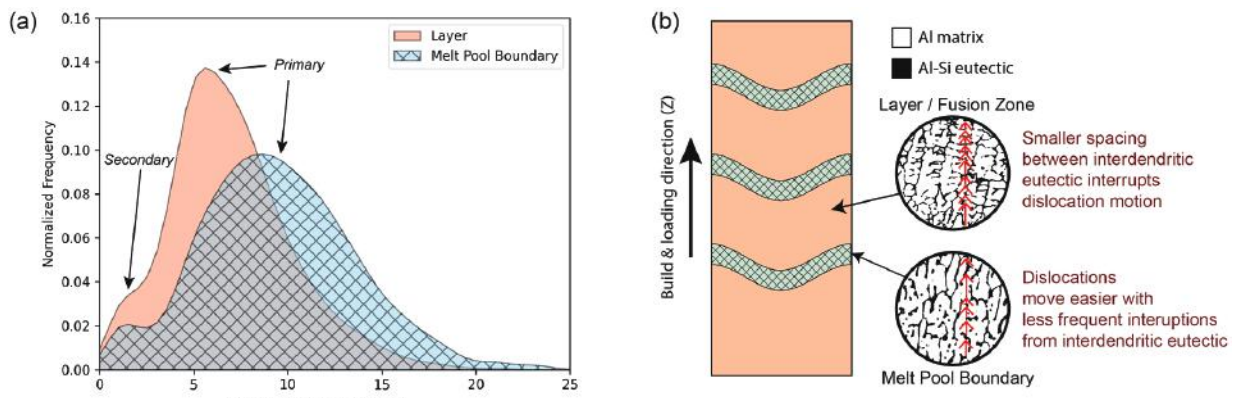 (a)
0.16
0.14
0.12
0.10
0.08
0.06
0.04
0.02
0.00
Normalized Frequency
Layer
Melt Pool Boundary
Primary
Secondary
0
5
10
15
20
25
(b)
Build & loading direction (Z)
Al matrix
Al-Si eutectic
Layer / Fusion Zone
Smaller spacing
between interdendritic
eutectic interrupts
dislocation motion
Dislocations
move easier with
less frequent interuptions
from interdendritic eutectic
Melt Pool Boundary